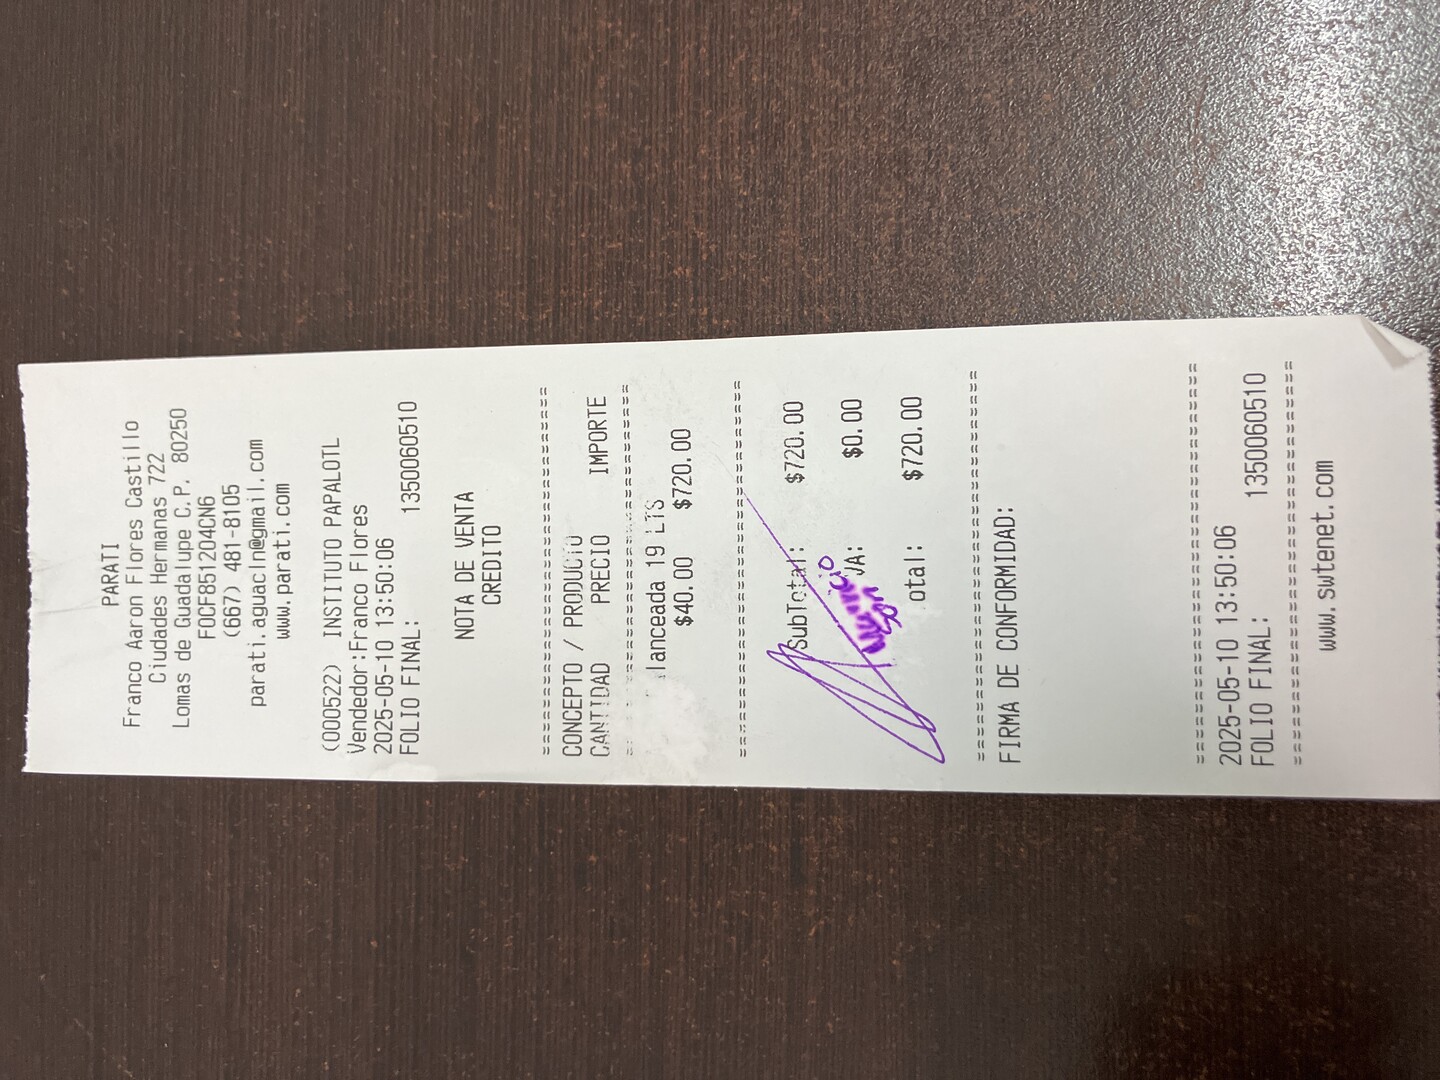 PARATI
Franco Aaron Flores Castillo
Ciudades Hermanas 722
Lomas de Guadalupe C.P. 80250
FOCF851204CN6
(667) 481-8105
parati.aguacln@gmail.com
www.parati.com
(000522) INSTITUTO PAPALOTL
Vendedor:Franco Flores
2025-05-10 13:50:06
FOLIO FINAL: 1350060510
NOTA DE VENTA
CREDITO
================================
CONCEPTO / PRODUCTO
CANTIDAD PRECIO IMPORTE
================================
lanceada 19 LTS
$40.00 $720.00
================================
SubTotal: $720.00
VA: $0.00
otal: $720.00
================================
FIRMA DE CONFORMIDAD:
================================
2025-05-10 13:50:06
FOLIO FINAL: 1350060510
================================
www.swtenet.com